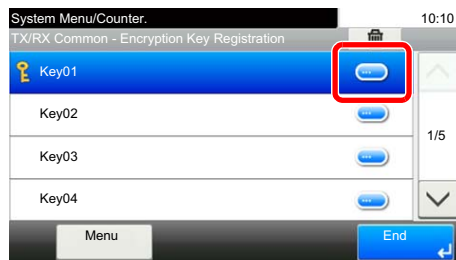 System Menu/Counter.
10:10
TX/RX Common - Encryption Key Registration
Key01
Key02
1/5
Key03
Key04
Menu
End